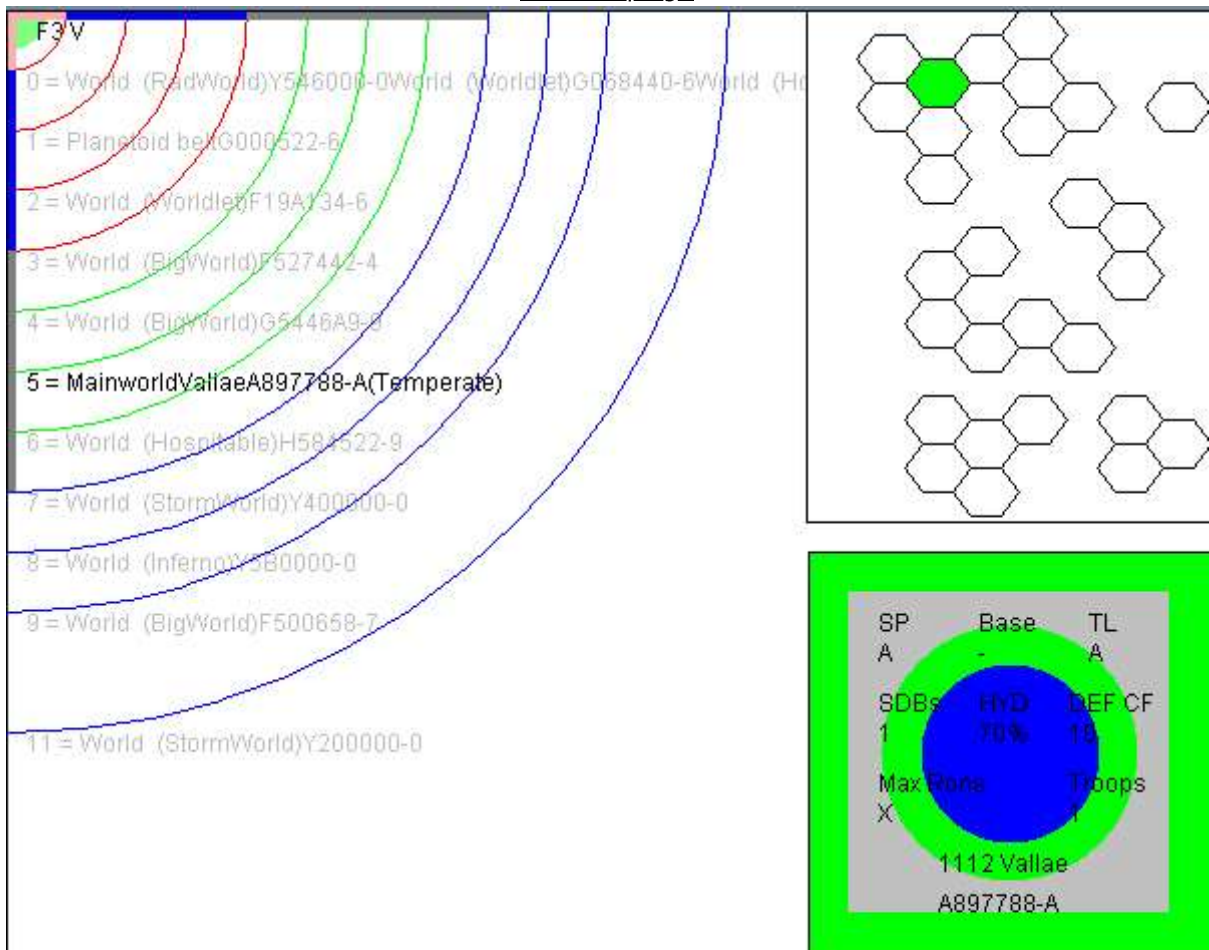 F3 V
0 = World (RadWorld)Y546000-0World (Worldlet)G068440-6World (Ho
1 = Planetoid beltG000522-6
2 = World (Worldlet)F19A134-6
3 = World (BigWorld)F527442-4
4 = World (BigWorld)G5446A9-8
5 = MainworldVallaeA897788-A(Temperate)
6 = World (Hospitable)H584522-9
7 = World (StormWorld)Y400000-0
8 = World (Inferno)Y5B0000-0
9 = World (BigWorld)F500658-7
11 = World (StormWorld)Y200000-0
SP Base TL
A - A
SDBs HYD DEF CF
1 70% 19
Max Rons Troops
X 1
1112 Vallae
A897788-A